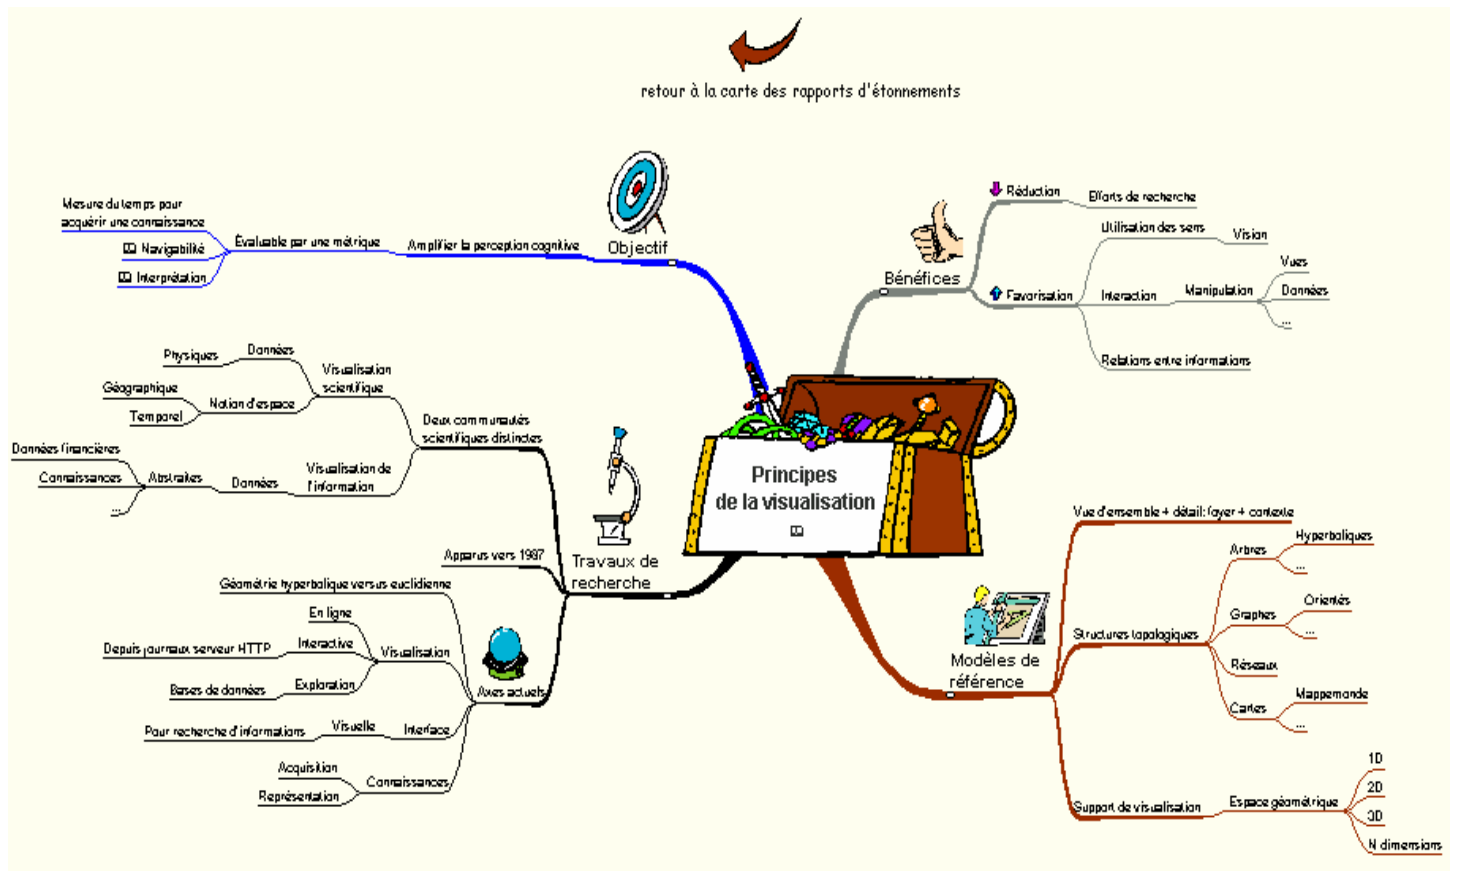 retour à la carte des rapports d'étonnements
Objectif
Amplifier la perception cognitive
Évaluable par une métrique
Mesure du temps pour
acquérir une connaissance
Navigabilité
Interprétation
Bénéfices
Réduction
Efforts de recherche
Favorisation
Utilisation des sens
Vision
Interaction
Manipulation
Vues
Données
...
Relations entre informations
Principes
de la visualisation
Travaux de
recherche
Deux communautés
scientifiques distinctes
Visualisation
scientifique
Données
Physiques
Notion d'espace
Géographique
Temporel
Visualisation de
l'information
Données
Abstraites
Données financières
Connaissances
...
Apparus vers 1987
Axes actuels
Géométrie hyperbolique versus euclidienne
Visualisation
En ligne
Interactive
Depuis journaux serveur HTTP
Exploration
Bases de données
Interface
Visuelle
Pour recherche d'informations
Connaissances
Acquisition
Représentation
Modèles de
référence
Vue d'ensemble + détail: foyer + contexte
Structures topologiques
Arbres
Hyperboliques
...
Graphes
Orientés
...
Réseaux
Cartes
Mappemonde
...
Support de visualisation
Espace géométrique
1D
2D
3D
N dimensions